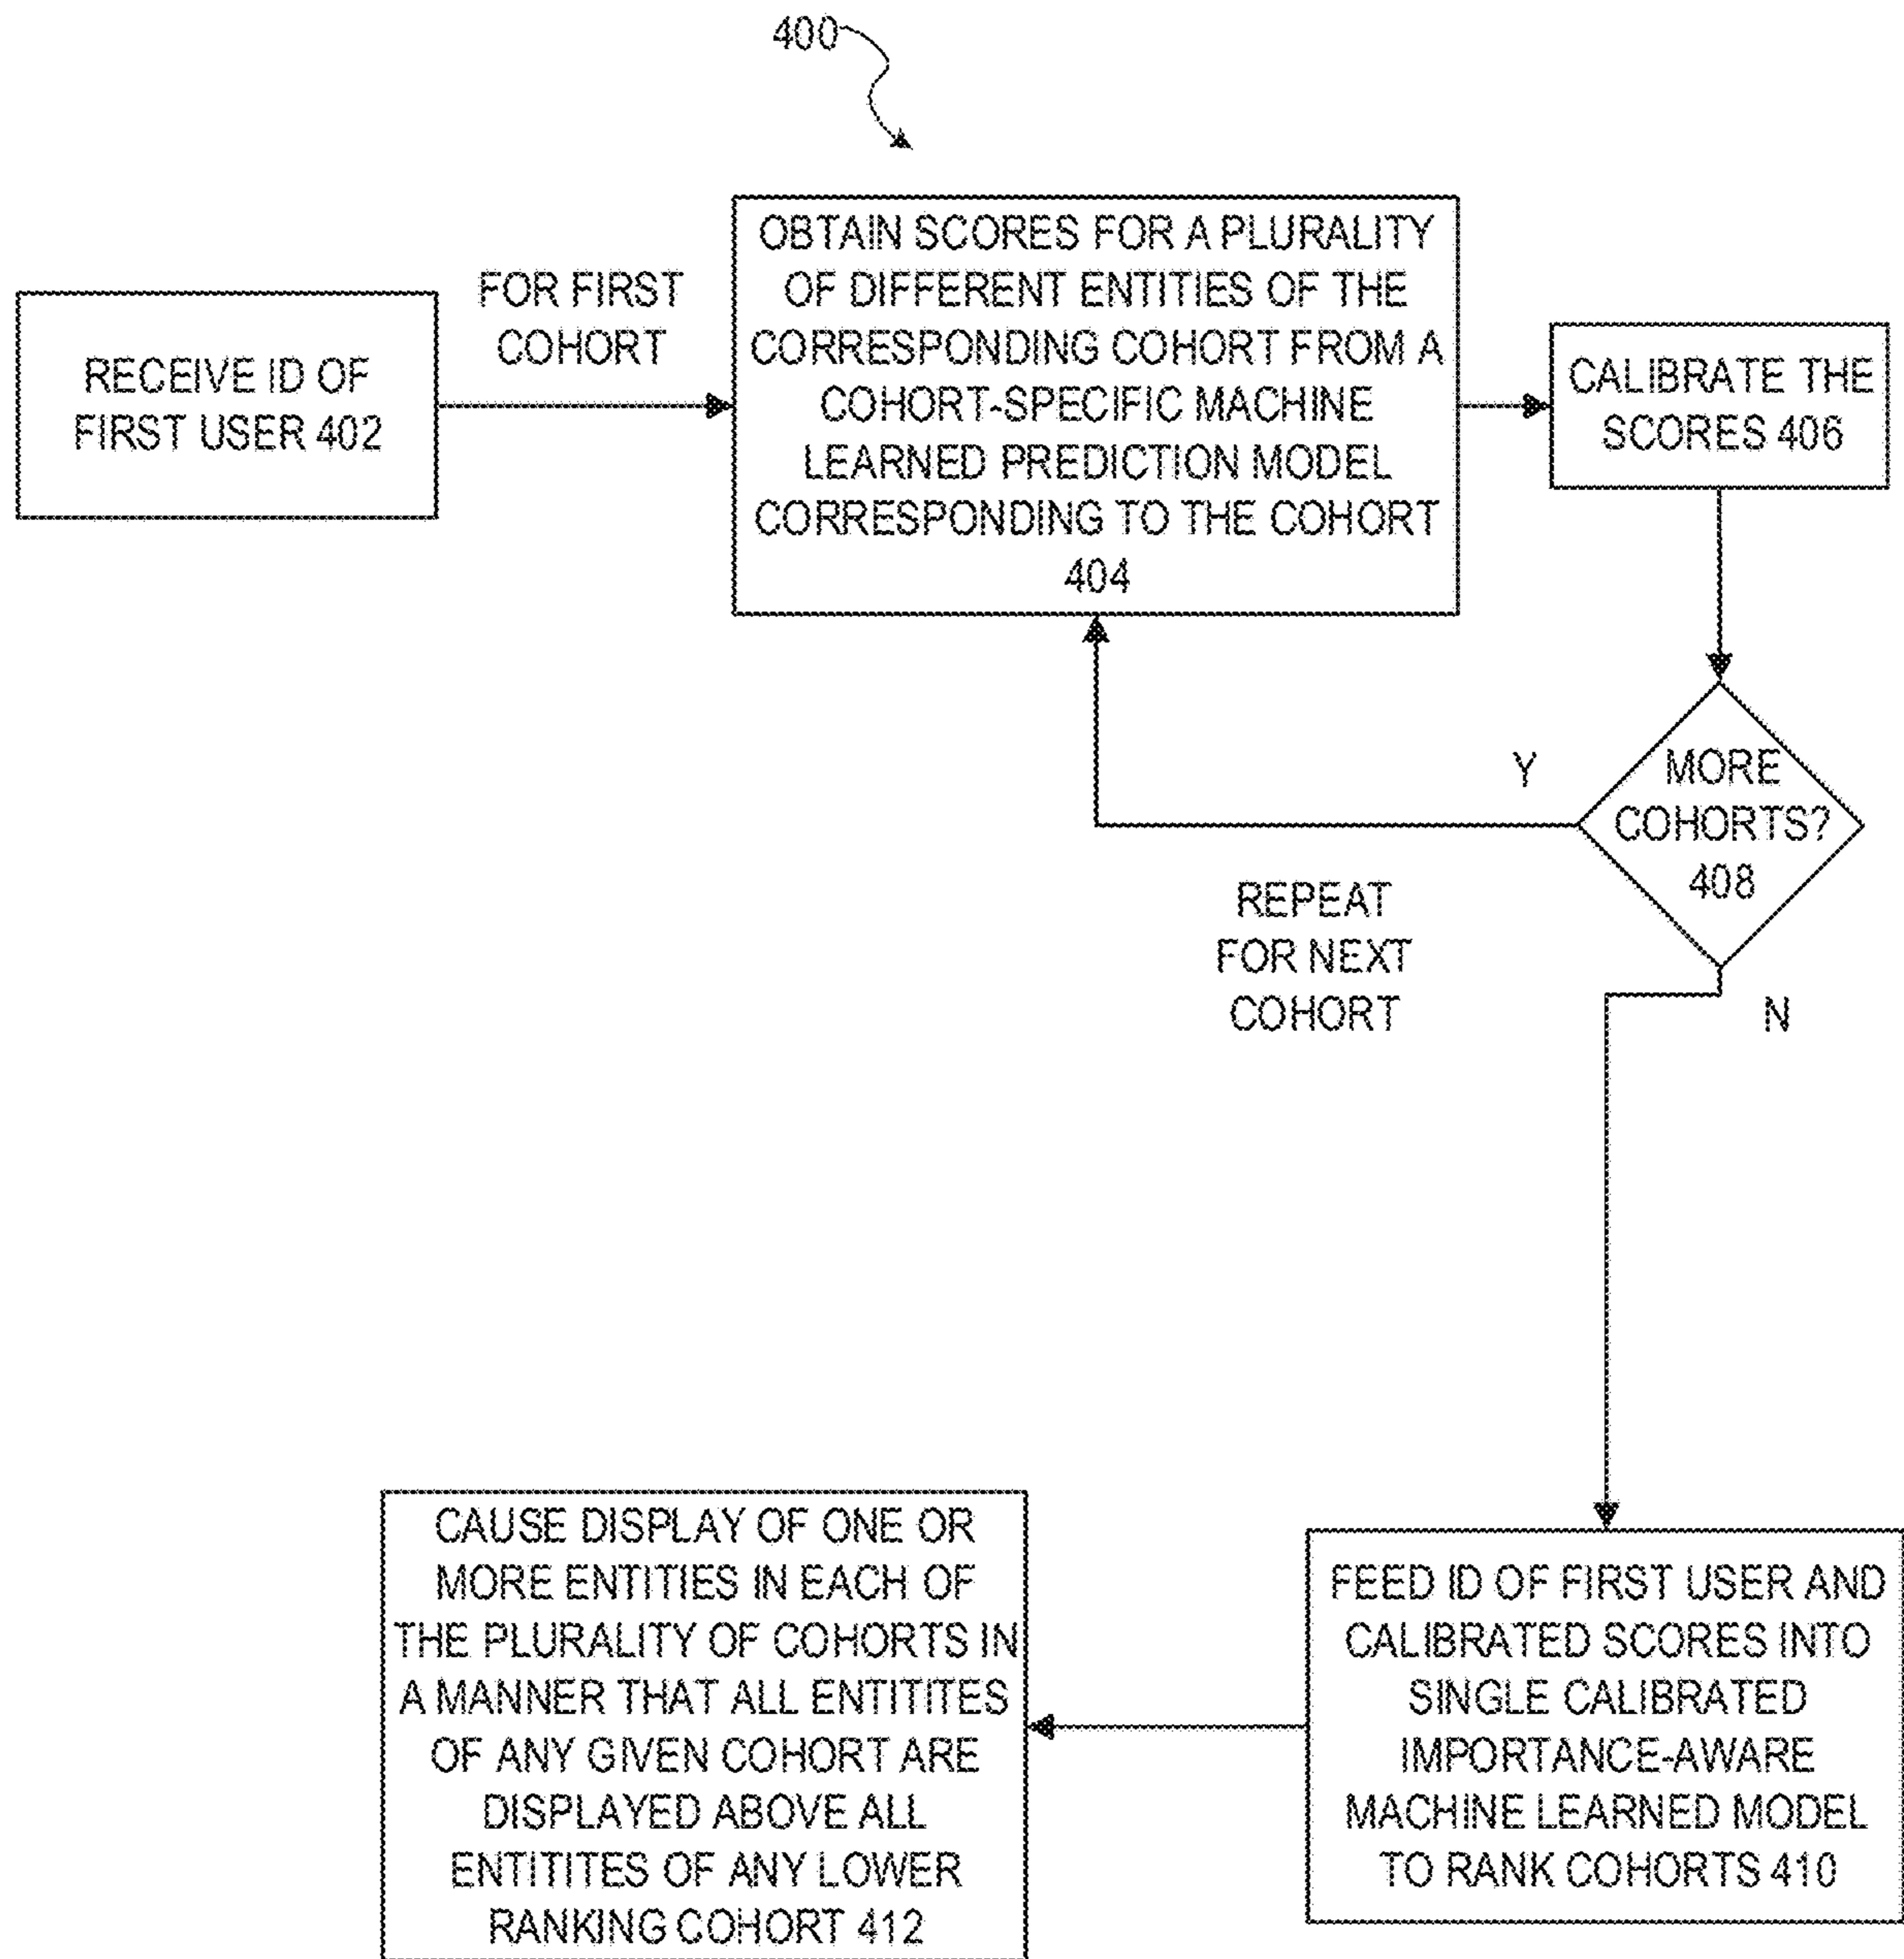 400
RECEIVE ID OF
FIRST USER 402
FOR FIRST
COHORT
OBTAIN SCORES FOR A PLURALITY
OF DIFFERENT ENTITIES OF THE
CORRESPONDING COHORT FROM A
COHORT-SPECIFIC MACHINE
LEARNED PREDICTION MODEL
CORRESPONDING TO THE COHORT
404
CALIBRATE THE
SCORES 406
MORE
COHORTS?
408
Y
REPEAT
FOR NEXT
COHORT
N
FEED ID OF FIRST USER AND
CALIBRATED SCORES INTO
SINGLE CALIBRATED
IMPORTANCE-AWARE
MACHINE LEARNED MODEL
TO RANK COHORTS 410
CAUSE DISPLAY OF ONE OR
MORE ENTITIES IN EACH OF
THE PLURALITY OF COHORTS IN
A MANNER THAT ALL ENTITITES
OF ANY GIVEN COHORT ARE
DISPLAYED ABOVE ALL
ENTITITES OF ANY LOWER
RANKING COHORT 412